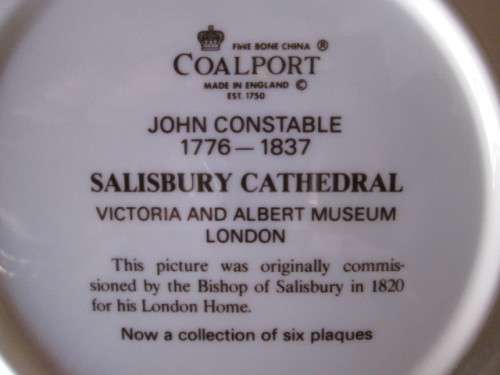 FINE BONE CHINA ®
COALPORT
MADE IN ENGLAND ©
EST. 1750
JOHN CONSTABLE
1776 — 1837
SALISBURY CATHEDRAL
VICTORIA AND ALBERT MUSEUM
LONDON
This picture was originally commis-
sioned by the Bishop of Salisbury in 1820
for his London Home.
Now a collection of six plaques